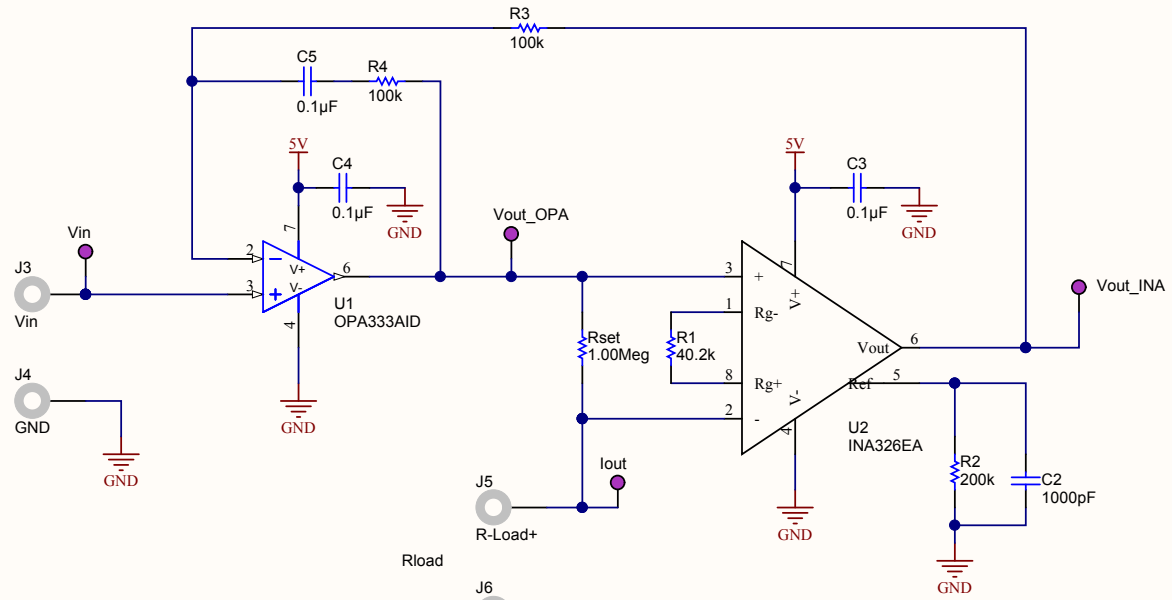 R3
100k
C5
R4
0.1µF
100k
5V
C4
0.1µF
GND
7
Vin
2
3
V+
V-
6
4
U1
OPA333AID
J3
Vin
J4
GND
GND
GND
Vout_OPA
5V
C3
0.1µF
GND
7
3
+
V+
1
Rg-
Rset
1.00Meg
R1
40.2k
8
Rg+
2
-
V-
4
Vout
6
Ref
5
Vout_INA
U2
INA326EA
R2
200k
C2
1000pF
GND
GND
Iout
J5
R-Load+
Rload
J6